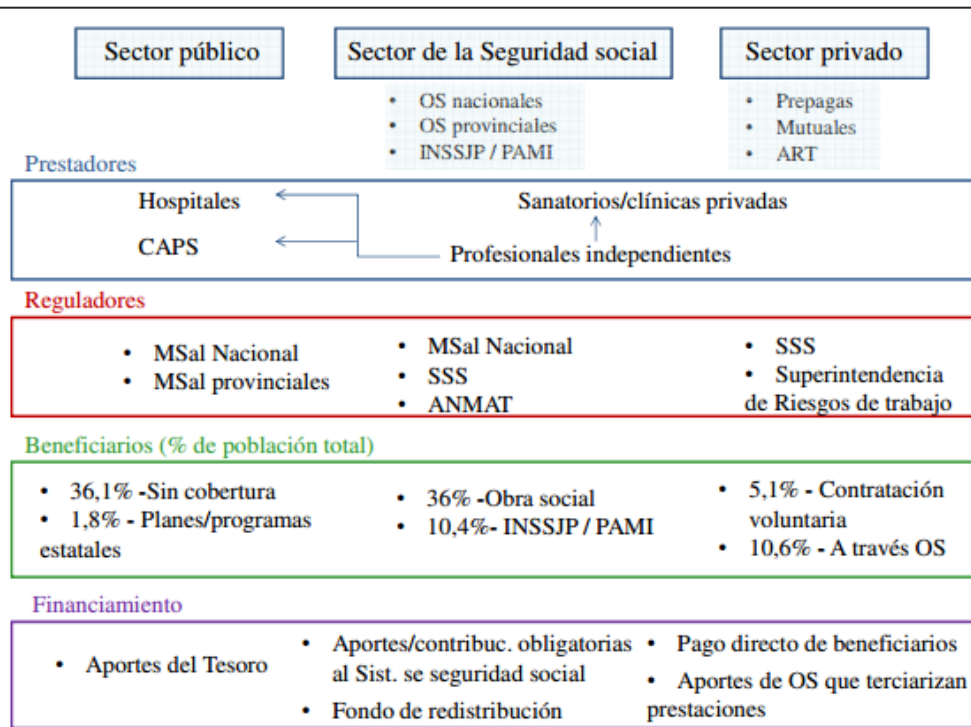 Sector público
Sector de la Seguridad social
Sector privado
• OS nacionales
• OS provinciales
• INSSJP / PAMI
• Prepagas
• Mutuales
• ART
Prestadores
Hospitales
CAPS
Sanatorios/clínicas privadas
Profesionales independientes
Reguladores
• MSal Nacional
• MSal provinciales
• MSal Nacional
• SSS
• ANMAT
• SSS
• Superintendencia
de Riesgos de trabajo
Beneficiarios (% de población total)
• 36,1% -Sin cobertura
• 1,8% - Planes/programas
estatales
• 36% -Obra social
• 10,4%- INSSJP / PAMI
• 5,1% - Contratación
voluntaria
• 10,6% - A través OS
Financiamiento
• Aportes del Tesoro
• Aportes/contribuc. obligatorias
al Sist. se seguridad social
• Fondo de redistribución
• Pago directo de beneficiarios
• Aportes de OS que terciarizan
prestaciones